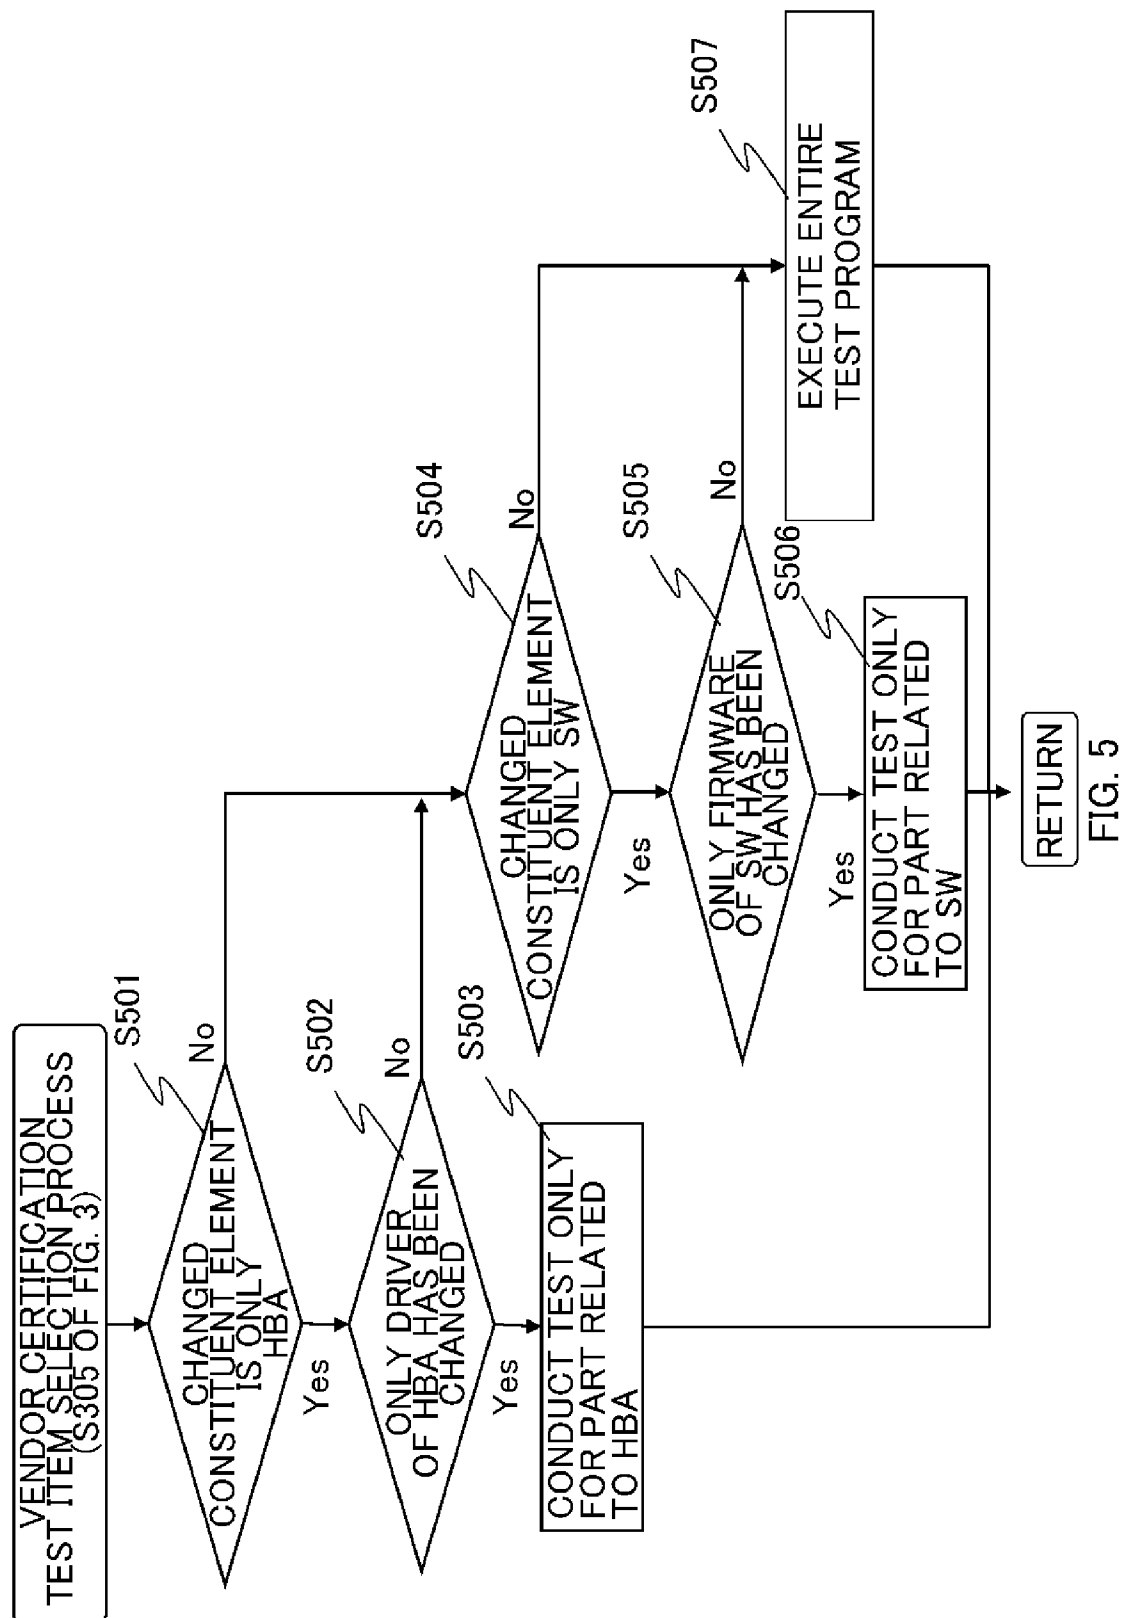 VENDOR CERTIFICATION
TEST ITEM SELECTION PROCESS
(S305 OF FIG. 3)
S501
CHANGED
CONSTITUENT ELEMENT
IS ONLY
HBA
No
Yes
S502
ONLY DRIVER
OF HBA HAS BEEN
CHANGED
No
Yes
S503
CONDUCT TEST ONLY
FOR PART RELATED
TO HBA
S504
CHANGED
CONSTITUENT ELEMENT
IS ONLY SW
No
Yes
S505
ONLY FIRMWARE
OF SW HAS BEEN
CHANGED
No
Yes
S506
CONDUCT TEST ONLY
FOR PART RELATED
TO SW
S507
EXECUTE ENTIRE
TEST PROGRAM
RETURN
FIG. 5